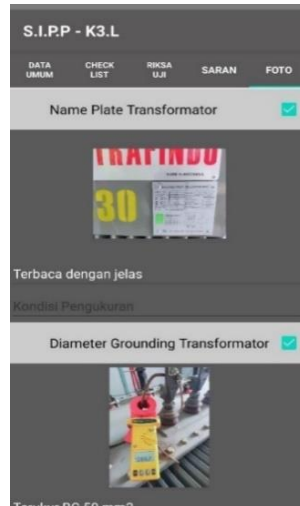 S.I.P.P - K3.L
DATA UMUM
CHECK LIST
RIKSA UJI
SARAN
FOTO
Name Plate Transformator
TRAFINDO
30
Terbaca dengan jelas
Kondisi Pengukuran
Diameter Grounding Transformator